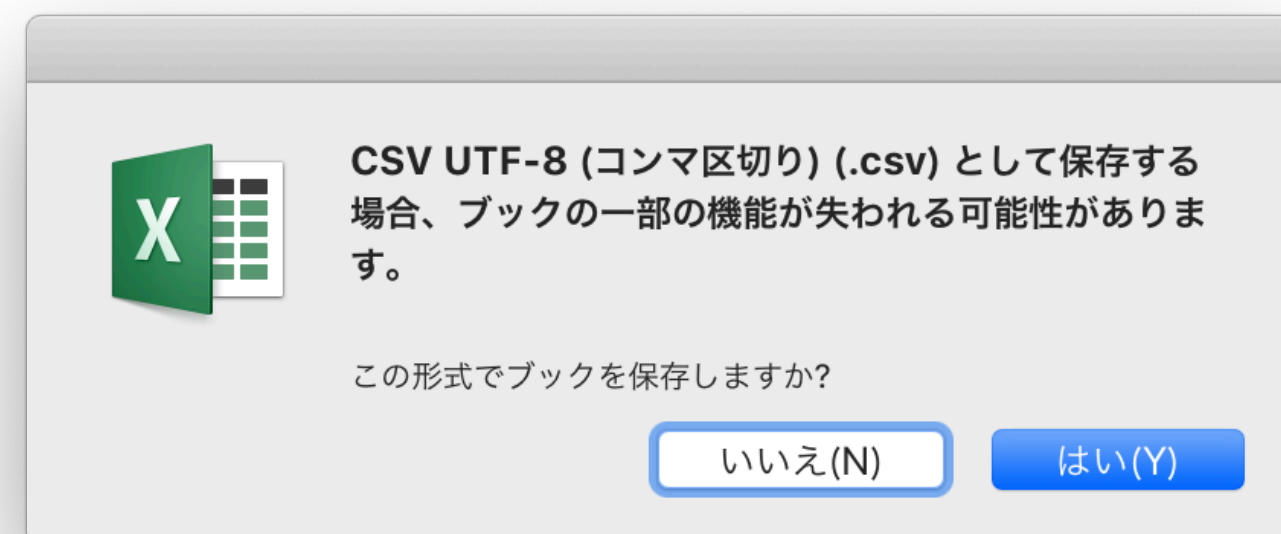 CSV UTF-8 (コンマ区切り) (.csv) として保存する
場合、ブックの一部の機能が失われる可能性がありま
す。
この形式でブックを保存しますか?
いいえ(N) はい(Y)
X